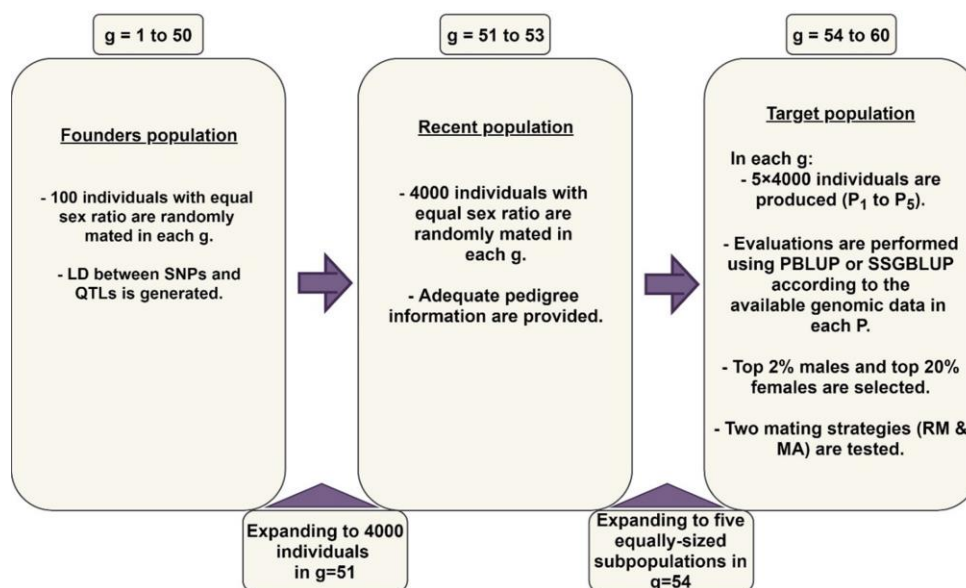 g = 1 to 50
Founders population
- 100 individuals with equal
sex ratio are randomly
mated in each g.
- LD between SNPs and
QTLs is generated.
Expanding to 4000
individuals
in g=51
g = 51 to 53
Recent population
- 4000 individuals with
equal sex ratio are
randomly mated in
each g.
- Adequate pedigree
information are provided.
Expanding to five
equally-sized
subpopulations in
g=54
g = 54 to 60
Target population
In each g:
- 5×4000 individuals are
produced (P₁ to P₅).
- Evaluations are performed
using PBLUP or SSGBLUP
according to the
available genomic data in
each P.
- Top 2% males and top 20%
females are selected.
- Two mating strategies (RM &
MA) are tested.